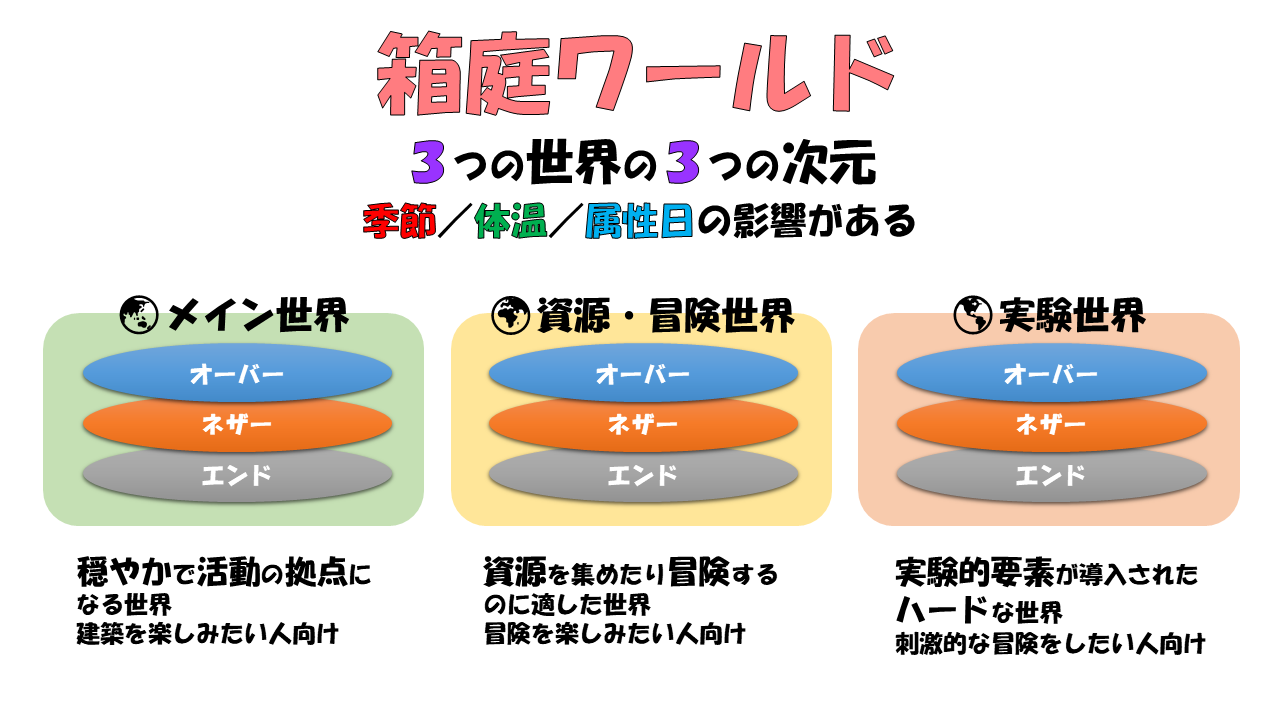 箱庭ワールド
3つの世界の3つの次元
季節／体温／属性日の影響がある
メイン世界
オーバー
ネザー
エンド
穏やかで活動の拠点に
なる世界
建築を楽しみたい人向け
資源・冒険世界
オーバー
ネザー
エンド
資源を集めたり冒険する
のに適した世界
冒険を楽しみたい人向け
実験世界
オーバー
ネザー
エンド
実験的要素が導入された
ハードな世界
刺激的な冒険をしたい人向け